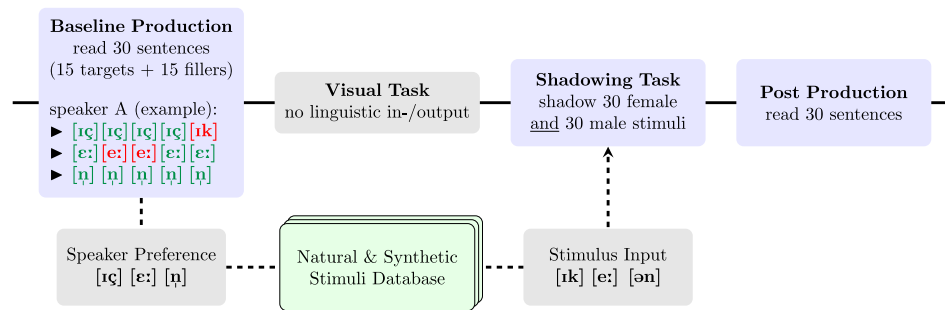 Baseline Production
read 30 sentences
(15 targets + 15 fillers)
speaker A (example):
► [ɪç][ɪç][ɪç][ɪç][ɪk]
► [ɛː][eː][eː][ɛː][ɛː]
► [n̩] [n̩] [n̩] [n̩] [n̩]
Visual Task
no linguistic in-/output
Shadowing Task
shadow 30 female
and 30 male stimuli
Post Production
read 30 sentences
Speaker Preference
[ɪç] [ɛː] [n̩]
Natural & Synthetic
Stimuli Database
Stimulus Input
[ɪk] [eː] [ən]